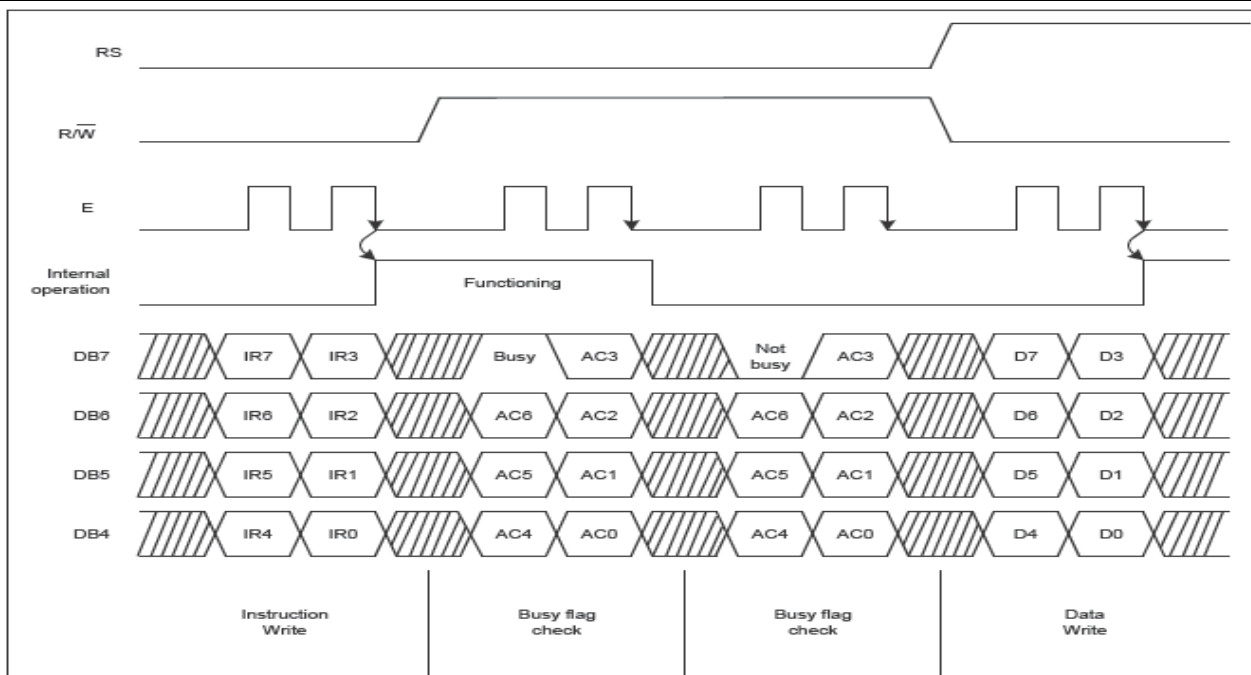 RS
R/W
E
Internal
operation
Functioning
DB7 IR7 IR3 Busy AC3 Not busy AC3 D7 D3
DB6 IR6 IR2 AC6 AC2 AC6 AC2 D6 D2
DB5 IR5 IR1 AC5 AC1 AC5 AC1 D5 D1
DB4 IR4 IR0 AC4 AC0 AC4 AC0 D4 D0
Instruction Busy flag Busy flag Data
Write check check Write